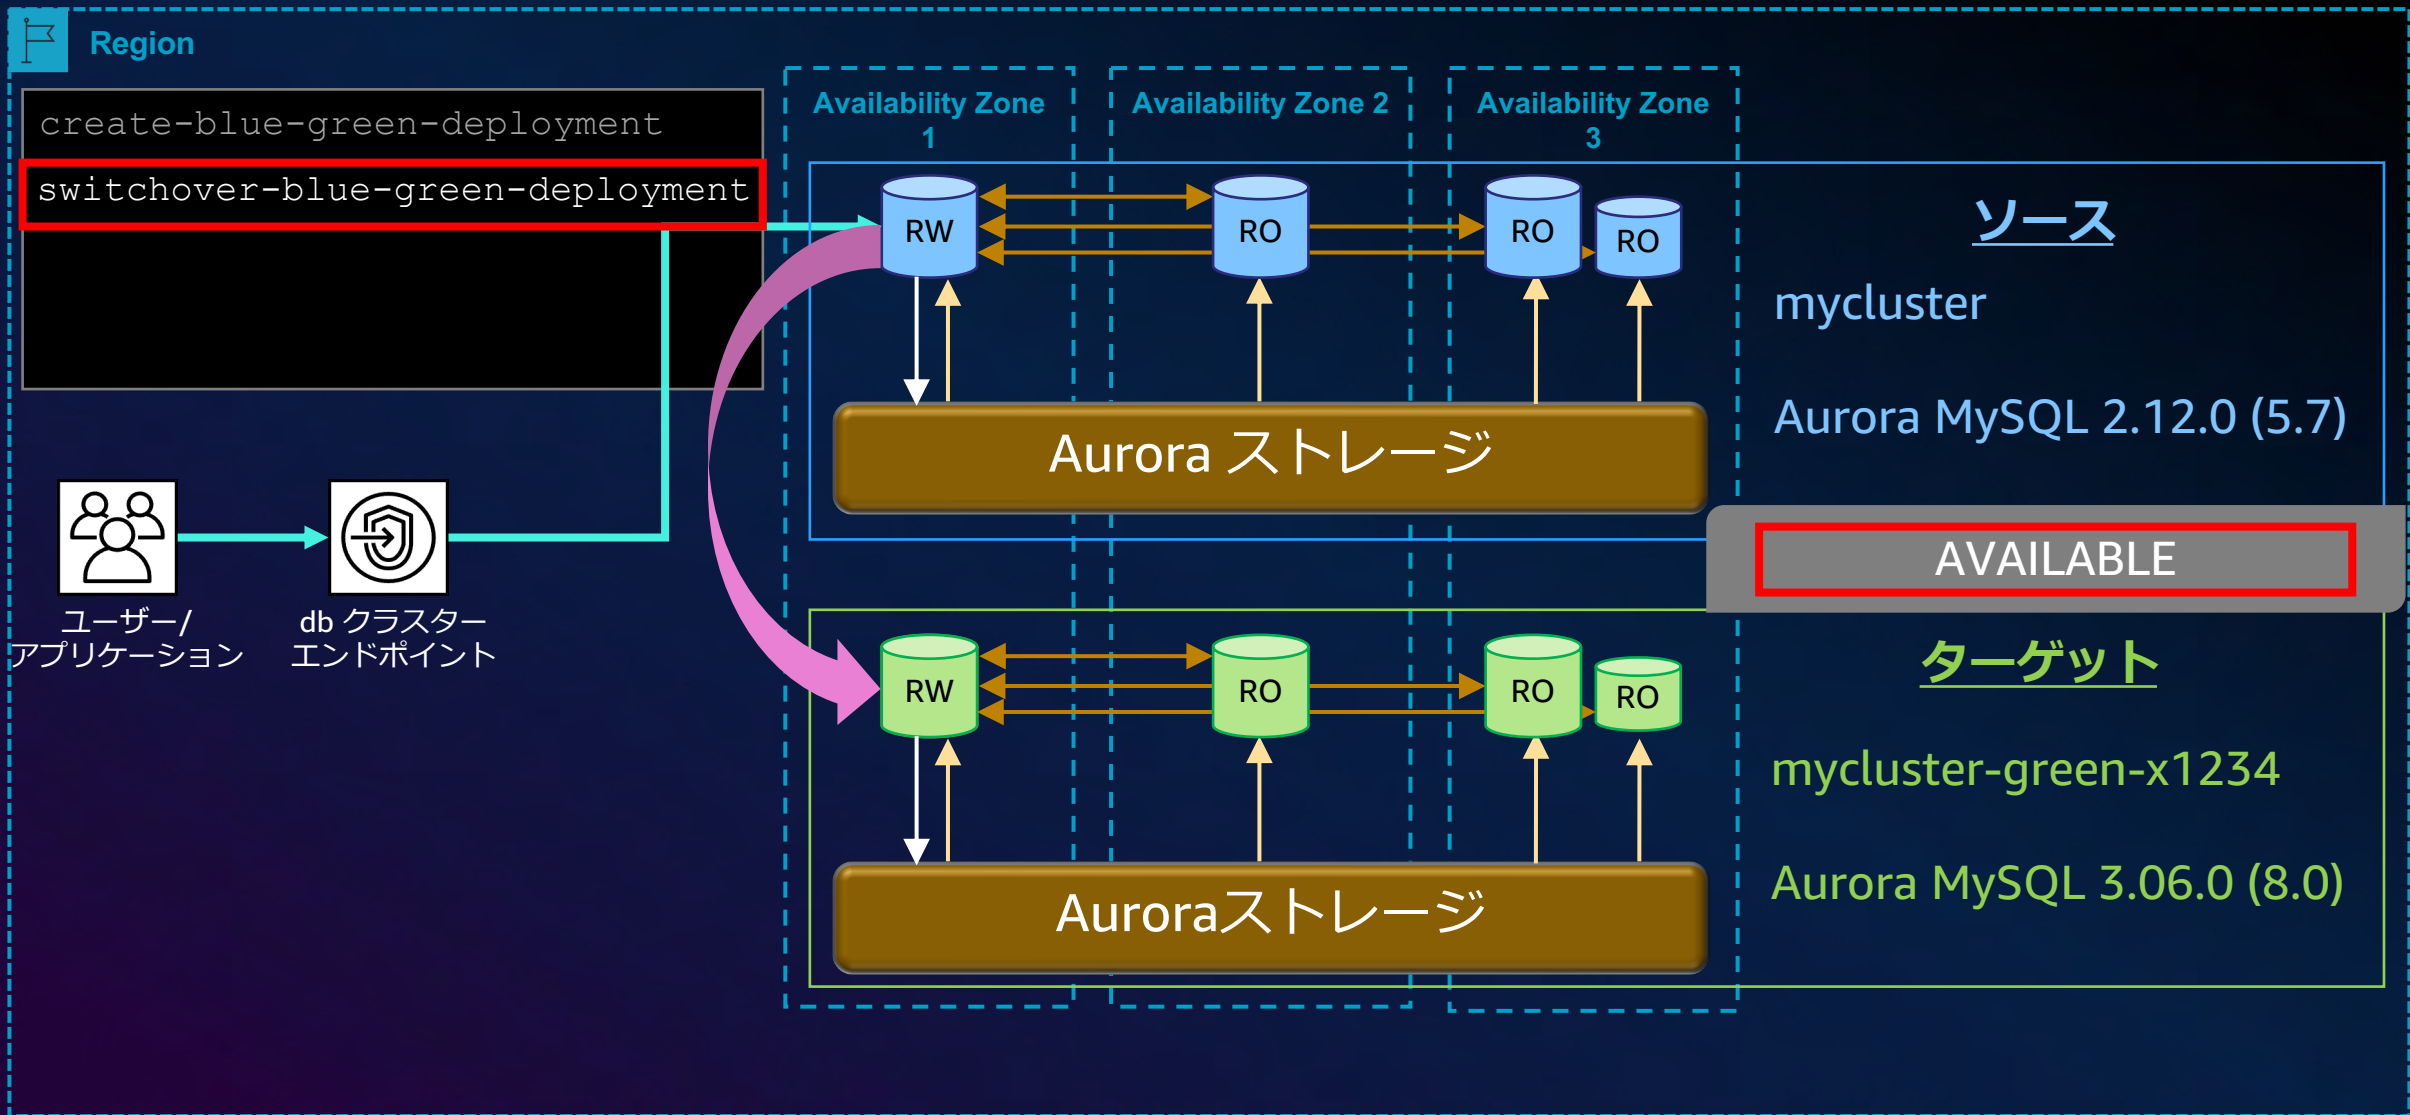 Region
create-blue-green-deployment
switchover-blue-green-deployment
Availability Zone
1
Availability Zone 2
Availability Zone
3
RW
RO
RO
RO
Aurora ストレージ
ソース
mycluster
Aurora MySQL 2.12.0 (5.7)
AVAILABLE
ユーザー/
アプリケーション
db クラスター
エンドポイント
RW
RO
RO
RO
Auroraストレージ
ターゲット
mycluster-green-x1234
Aurora MySQL 3.06.0 (8.0)